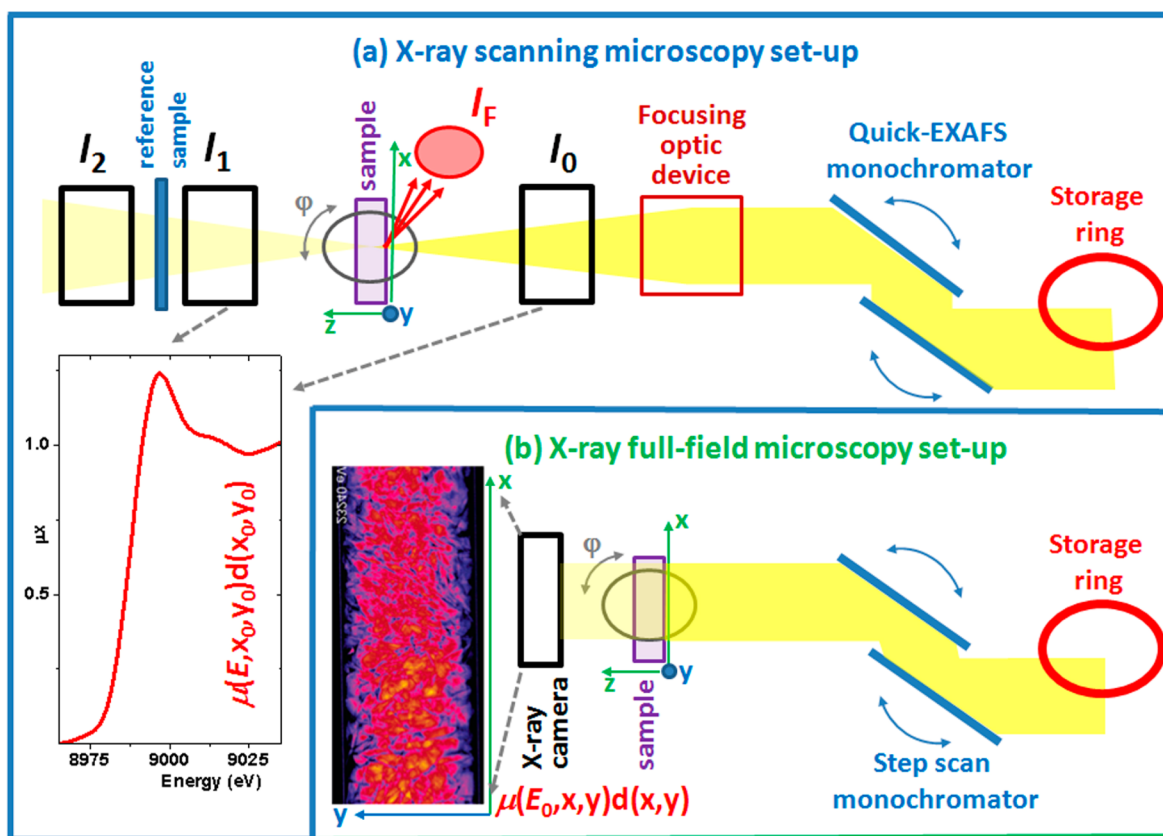 (a) X-ray scanning microscopy set-up
I2
reference
sample
I1
sample
x
IF
φ
z
y
I0
Focusing
optic
device
Quick-EXAFS
monochromator
Storage
ring
1.0
0.5
μx
8975 9000 9025
Energy (eV)
μ(E,x0,y0)d(x0,y0)
(b) X-ray full-field microscopy set-up
23240 eV
x
y
X-ray
camera
φ
x
z
y
sample
μ(E0,x,y)d(x,y)
Storage
ring
Step scan
monochromator